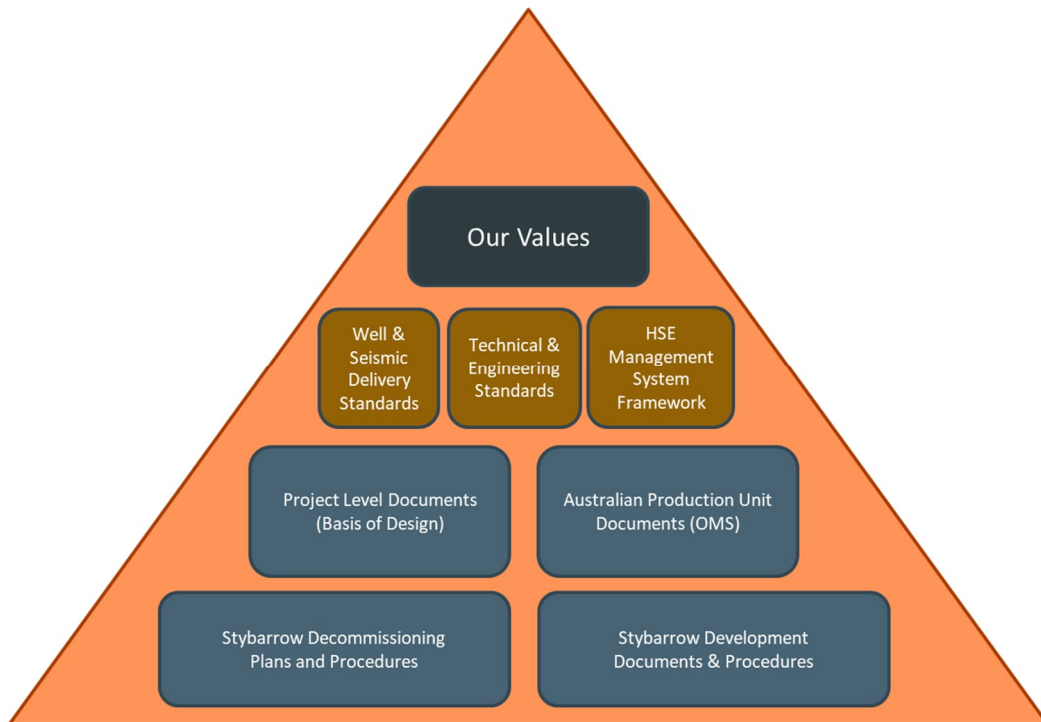 Our Values
Well &
Seismic
Delivery
Standards
Technical &
Engineering
Standards
HSE
Management
System
Framework
Project Level Documents
(Basis of Design)
Australian Production Unit
Documents (OMS)
Stybarrow Decommissioning
Plans and Procedures
Stybarrow Development
Documents & Procedures